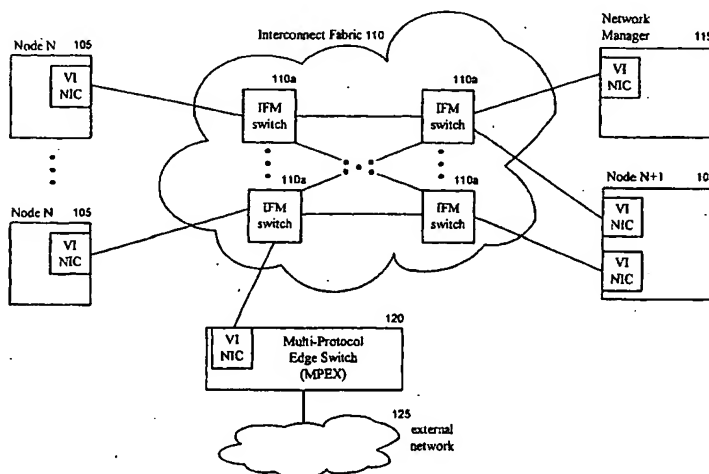 Node N 105
VI
NIC
Interconnect Fabric 110
Network
Manager 115
VI
NIC
110a
IFM
switch
110a
IFM
switch
Node N 105
VI
NIC
110a
IFM
switch
110a
IFM
switch
Node N+1
VI
NIC
VI
NIC
120
VI
NIC
Multi-Protocol
Edge Switch
(MPEX)
125
external
network